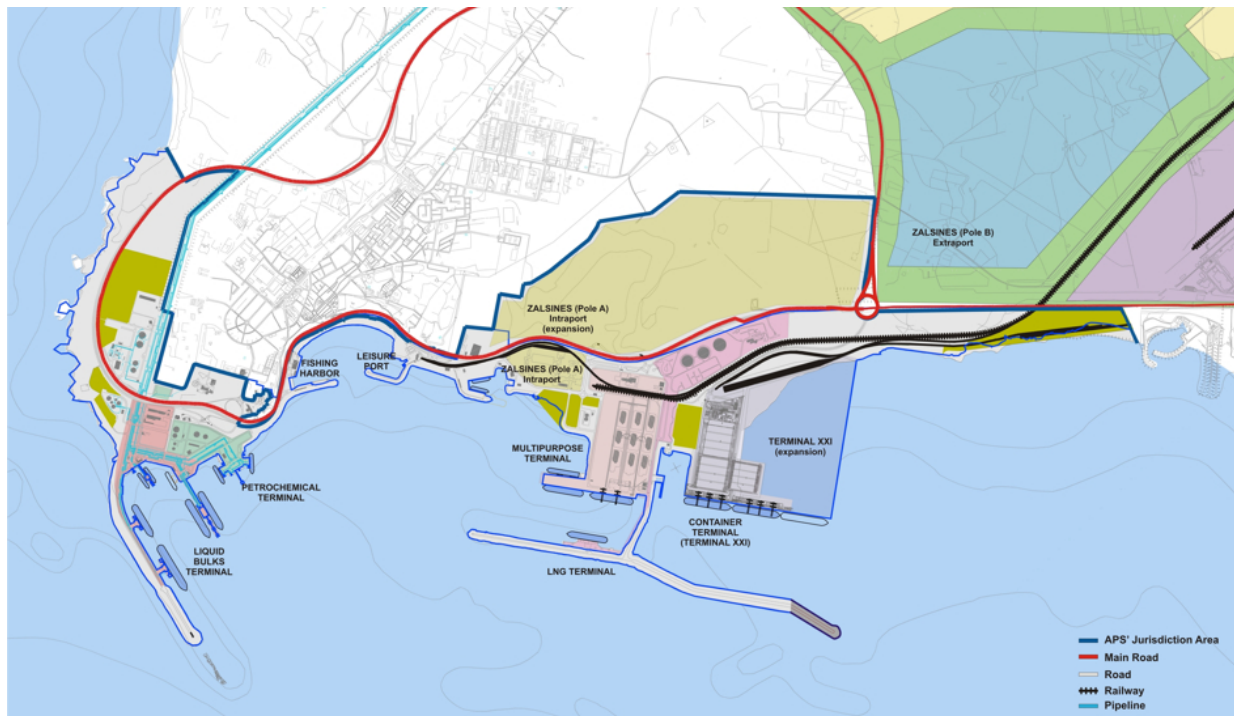 ZALSINES (Pole B)
Extraport
ZALSINES (Pole A)
Intraport
(expansion)
FISHING
HARBOR
LEISURE
PORT
ZALSINES (Pole A)
Intraport
MULTIPURPOSE
TERMINAL
TERMINAL XXI
(expansion)
PETROCHEMICAL
TERMINAL
CONTAINER
TERMINAL
(TERMINAL XXI)
LIQUID
BULKS
TERMINAL
LNG TERMINAL
APS' Jurisdiction Area
Main Road
Road
Railway
Pipeline